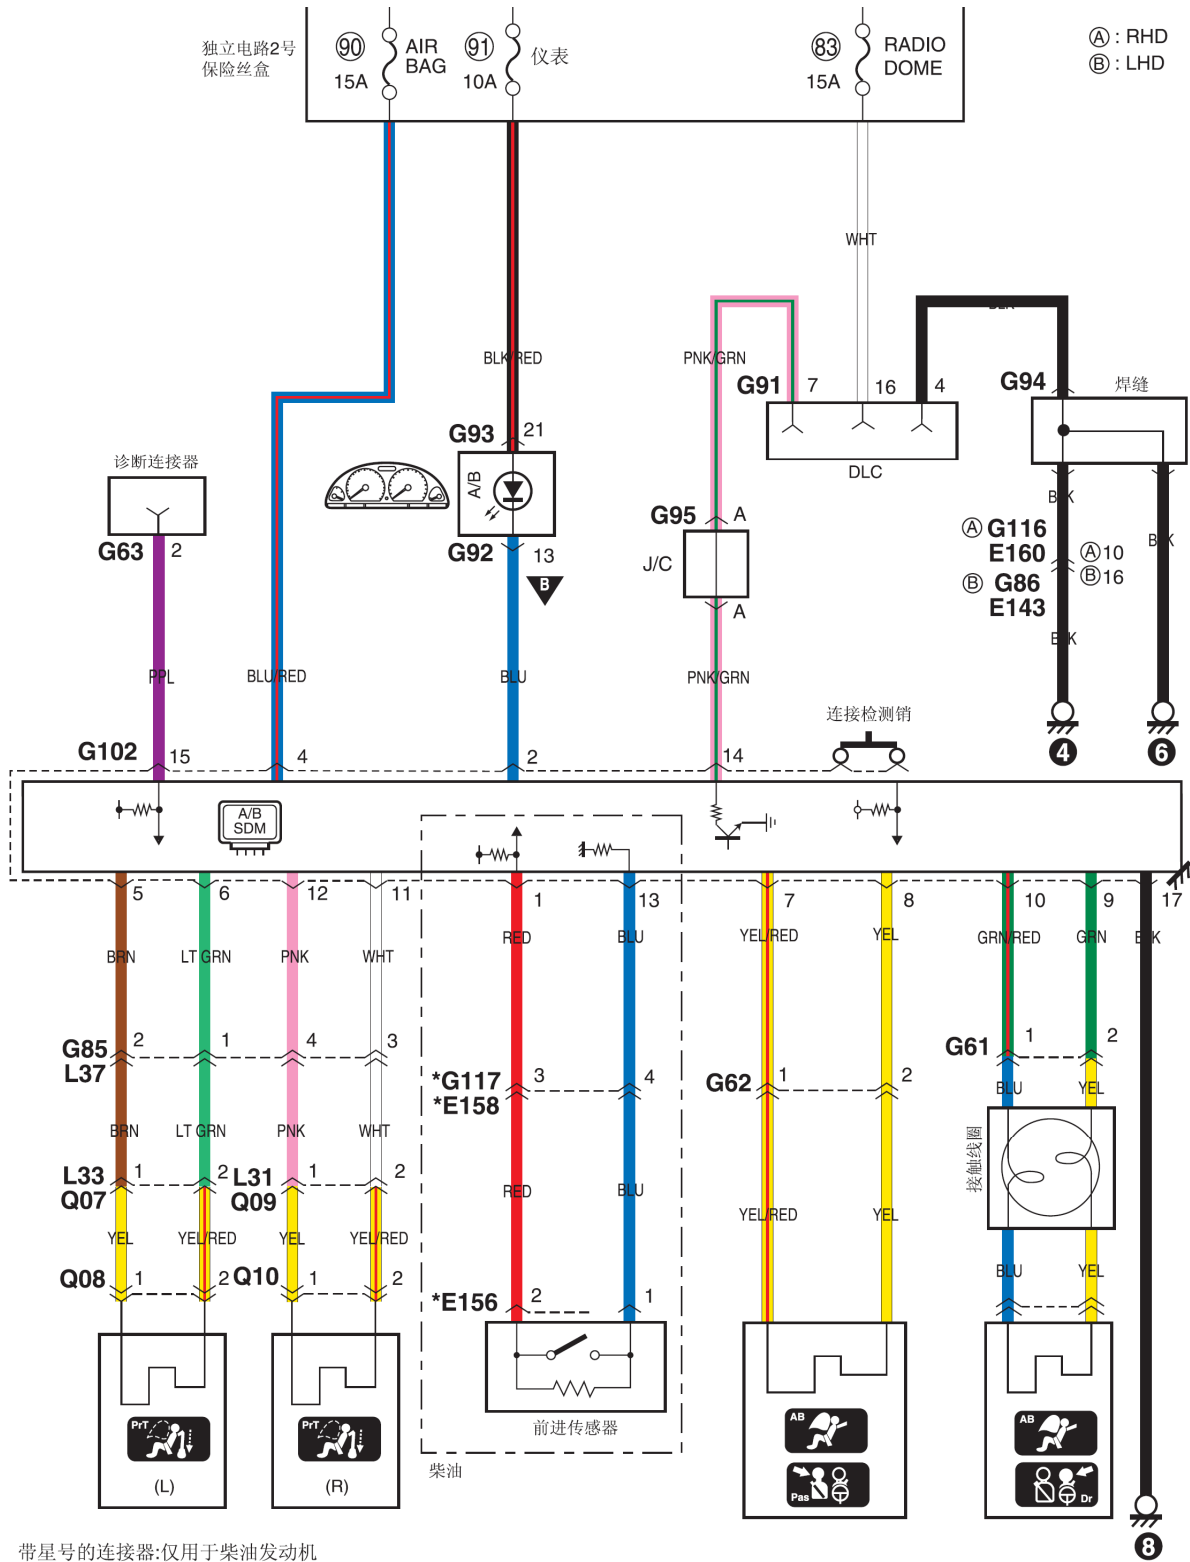 独立电路2号
保险丝盒
90
15A
AIR
BAG
91
10A
仪表
83
15A
RADIO
DOME
A : RHD
B : LHD
WHT
BLK/RED
PNK/GRN
BLK
G91
7
16
4
DLC
G94
焊缝
G93
21
A/B
G92
13
B
诊断连接器
G63
2
G95
A
J/C
A
BLK
A G116
E160
A 10
B G86
B 16
E143
BLK
BLK
PPL
BLU/RED
BLU
PNK/GRN
连接检测销
4
6
G102
15
4
2
14
A/B
SDM
5
6
12
11
1
13
7
8
10
9
17
BRN
LT GRN
PNK
WHT
RED
BLU
YEL/RED
YEL
GRN/RED
GRN
BLK
G85
L37
2
1
4
3
*G117
*E158
3
4
G62
1
2
G61
1
2
BLU
YEL
BRN
LT GRN
PNK
WHT
接触线圈
L33
Q07
1
2
L31
Q09
1
2
RED
BLU
YEL/RED
YEL
YEL
YEL/RED
YEL
YEL/RED
BLU
YEL
Q08
1
2
Q10
1
2
*E156
2
1
PrT
(L)
PrT
(R)
前进传感器
柴油
AB
Pas
AB
Dr
8
带星号的连接器:仅用于柴油发动机